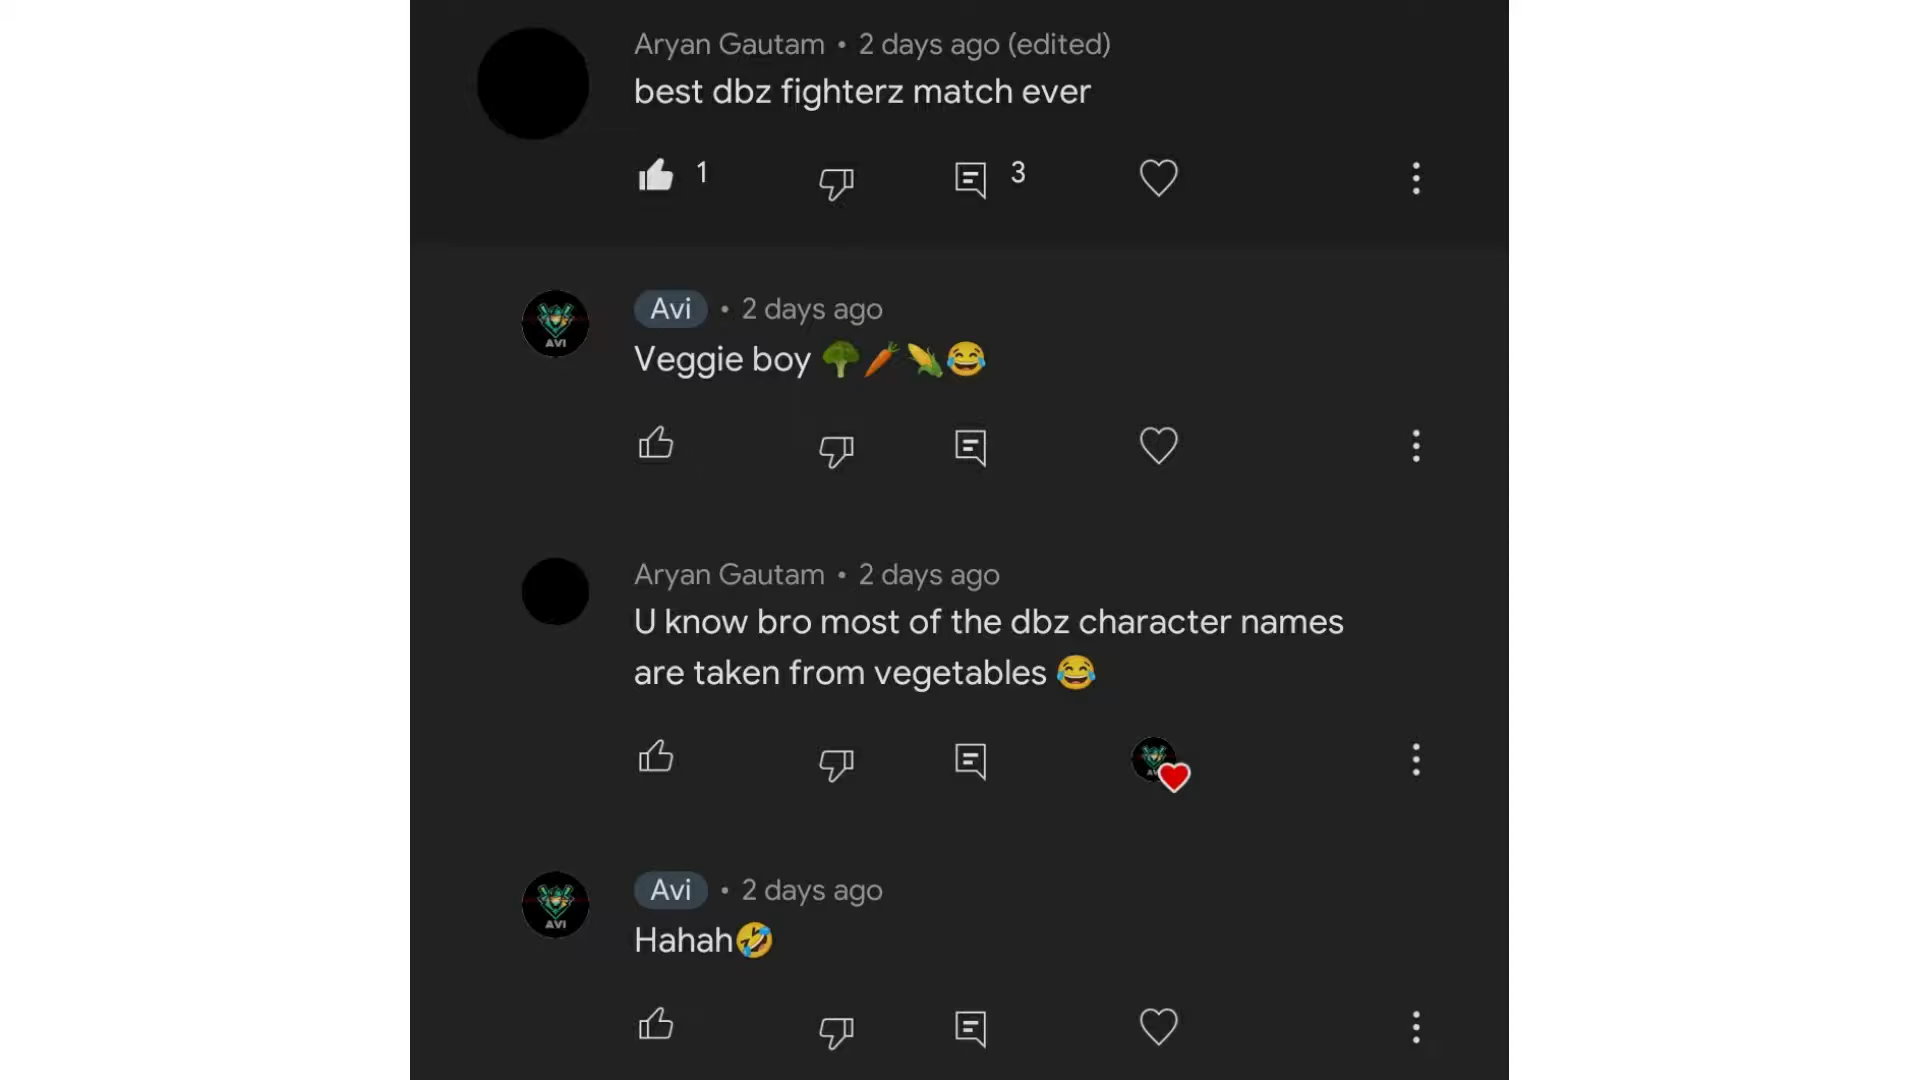 Aryan Gautam • 2 days ago (edited)
best dbz fighterz match ever
1 3
Avi • 2 days ago
AVI
Veggie boy 🥦🥕🌽😂
Aryan Gautam • 2 days ago
U know bro most of the dbz character names
are taken from vegetables 😂
Avi • 2 days ago
AVI
Hahah🤣